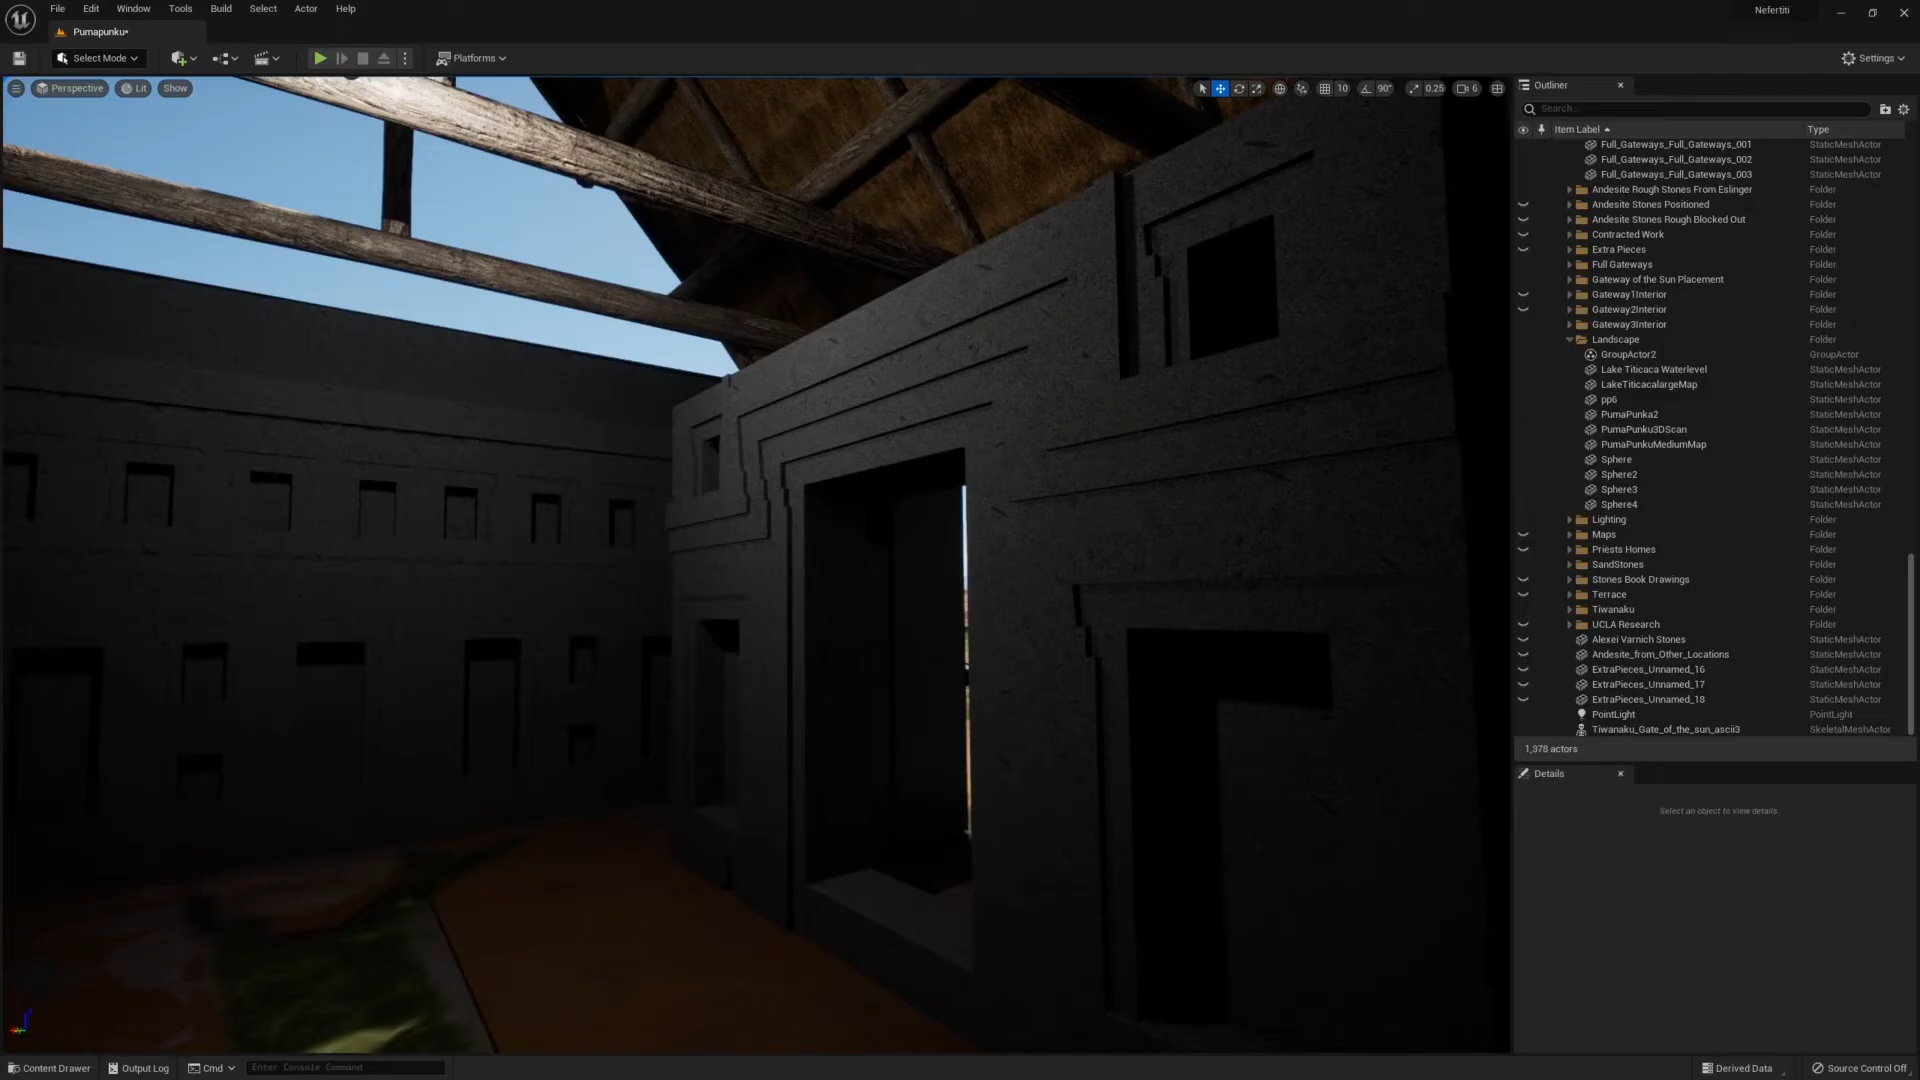 File Edit Window Tools Build Select Actor Help
Nefertiti
Pumapunku•
Select Mode
Platforms
Settings
Perspective Lit Show
10 90° 0.25 6
Outliner
Search...
Item Label Type
Full_Gateways_Full_Gateways_001 StaticMeshActor
Full_Gateways_Full_Gateways_002 StaticMeshActor
Full_Gateways_Full_Gateways_003 StaticMeshActor
Andesite Rough Stones From Eslinger Folder
Andesite Stones Positioned Folder
Andesite Stones Rough Blocked Out Folder
Contracted Work Folder
Extra Pieces Folder
Full Gateways Folder
Gateway of the Sun Placement Folder
Gateway1Interior Folder
Gateway2Interior Folder
Gateway3Interior Folder
Landscape Folder
GroupActor2 GroupActor
Lake Titicaca Waterlevel StaticMeshActor
LakeTiticacalargeMap StaticMeshActor
pp6 StaticMeshActor
PumaPunka2 StaticMeshActor
PumaPunku3DScan StaticMeshActor
PumaPunkuMediumMap StaticMeshActor
Sphere StaticMeshActor
Sphere2 StaticMeshActor
Sphere3 StaticMeshActor
Sphere4 StaticMeshActor
Lighting Folder
Maps Folder
Priests Homes Folder
SandStones Folder
Stones Book Drawings Folder
Terrace Folder
Tiwanaku Folder
UCLA Research Folder
Alexei Varnich Stones StaticMeshActor
Andesite_from_Other_Locations StaticMeshActor
ExtraPieces_Unnamed_16 StaticMeshActor
ExtraPieces_Unnamed_17 StaticMeshActor
ExtraPieces_Unnamed_18 StaticMeshActor
PointLight PointLight
Tiwanaku_Gate_of_the_sun_ascii3 SkeletalMeshActor
1,378 actors
Details
Select an object to view details
Content Drawer Output Log Cmd Enter Console Command
Derived Data Source Control Off